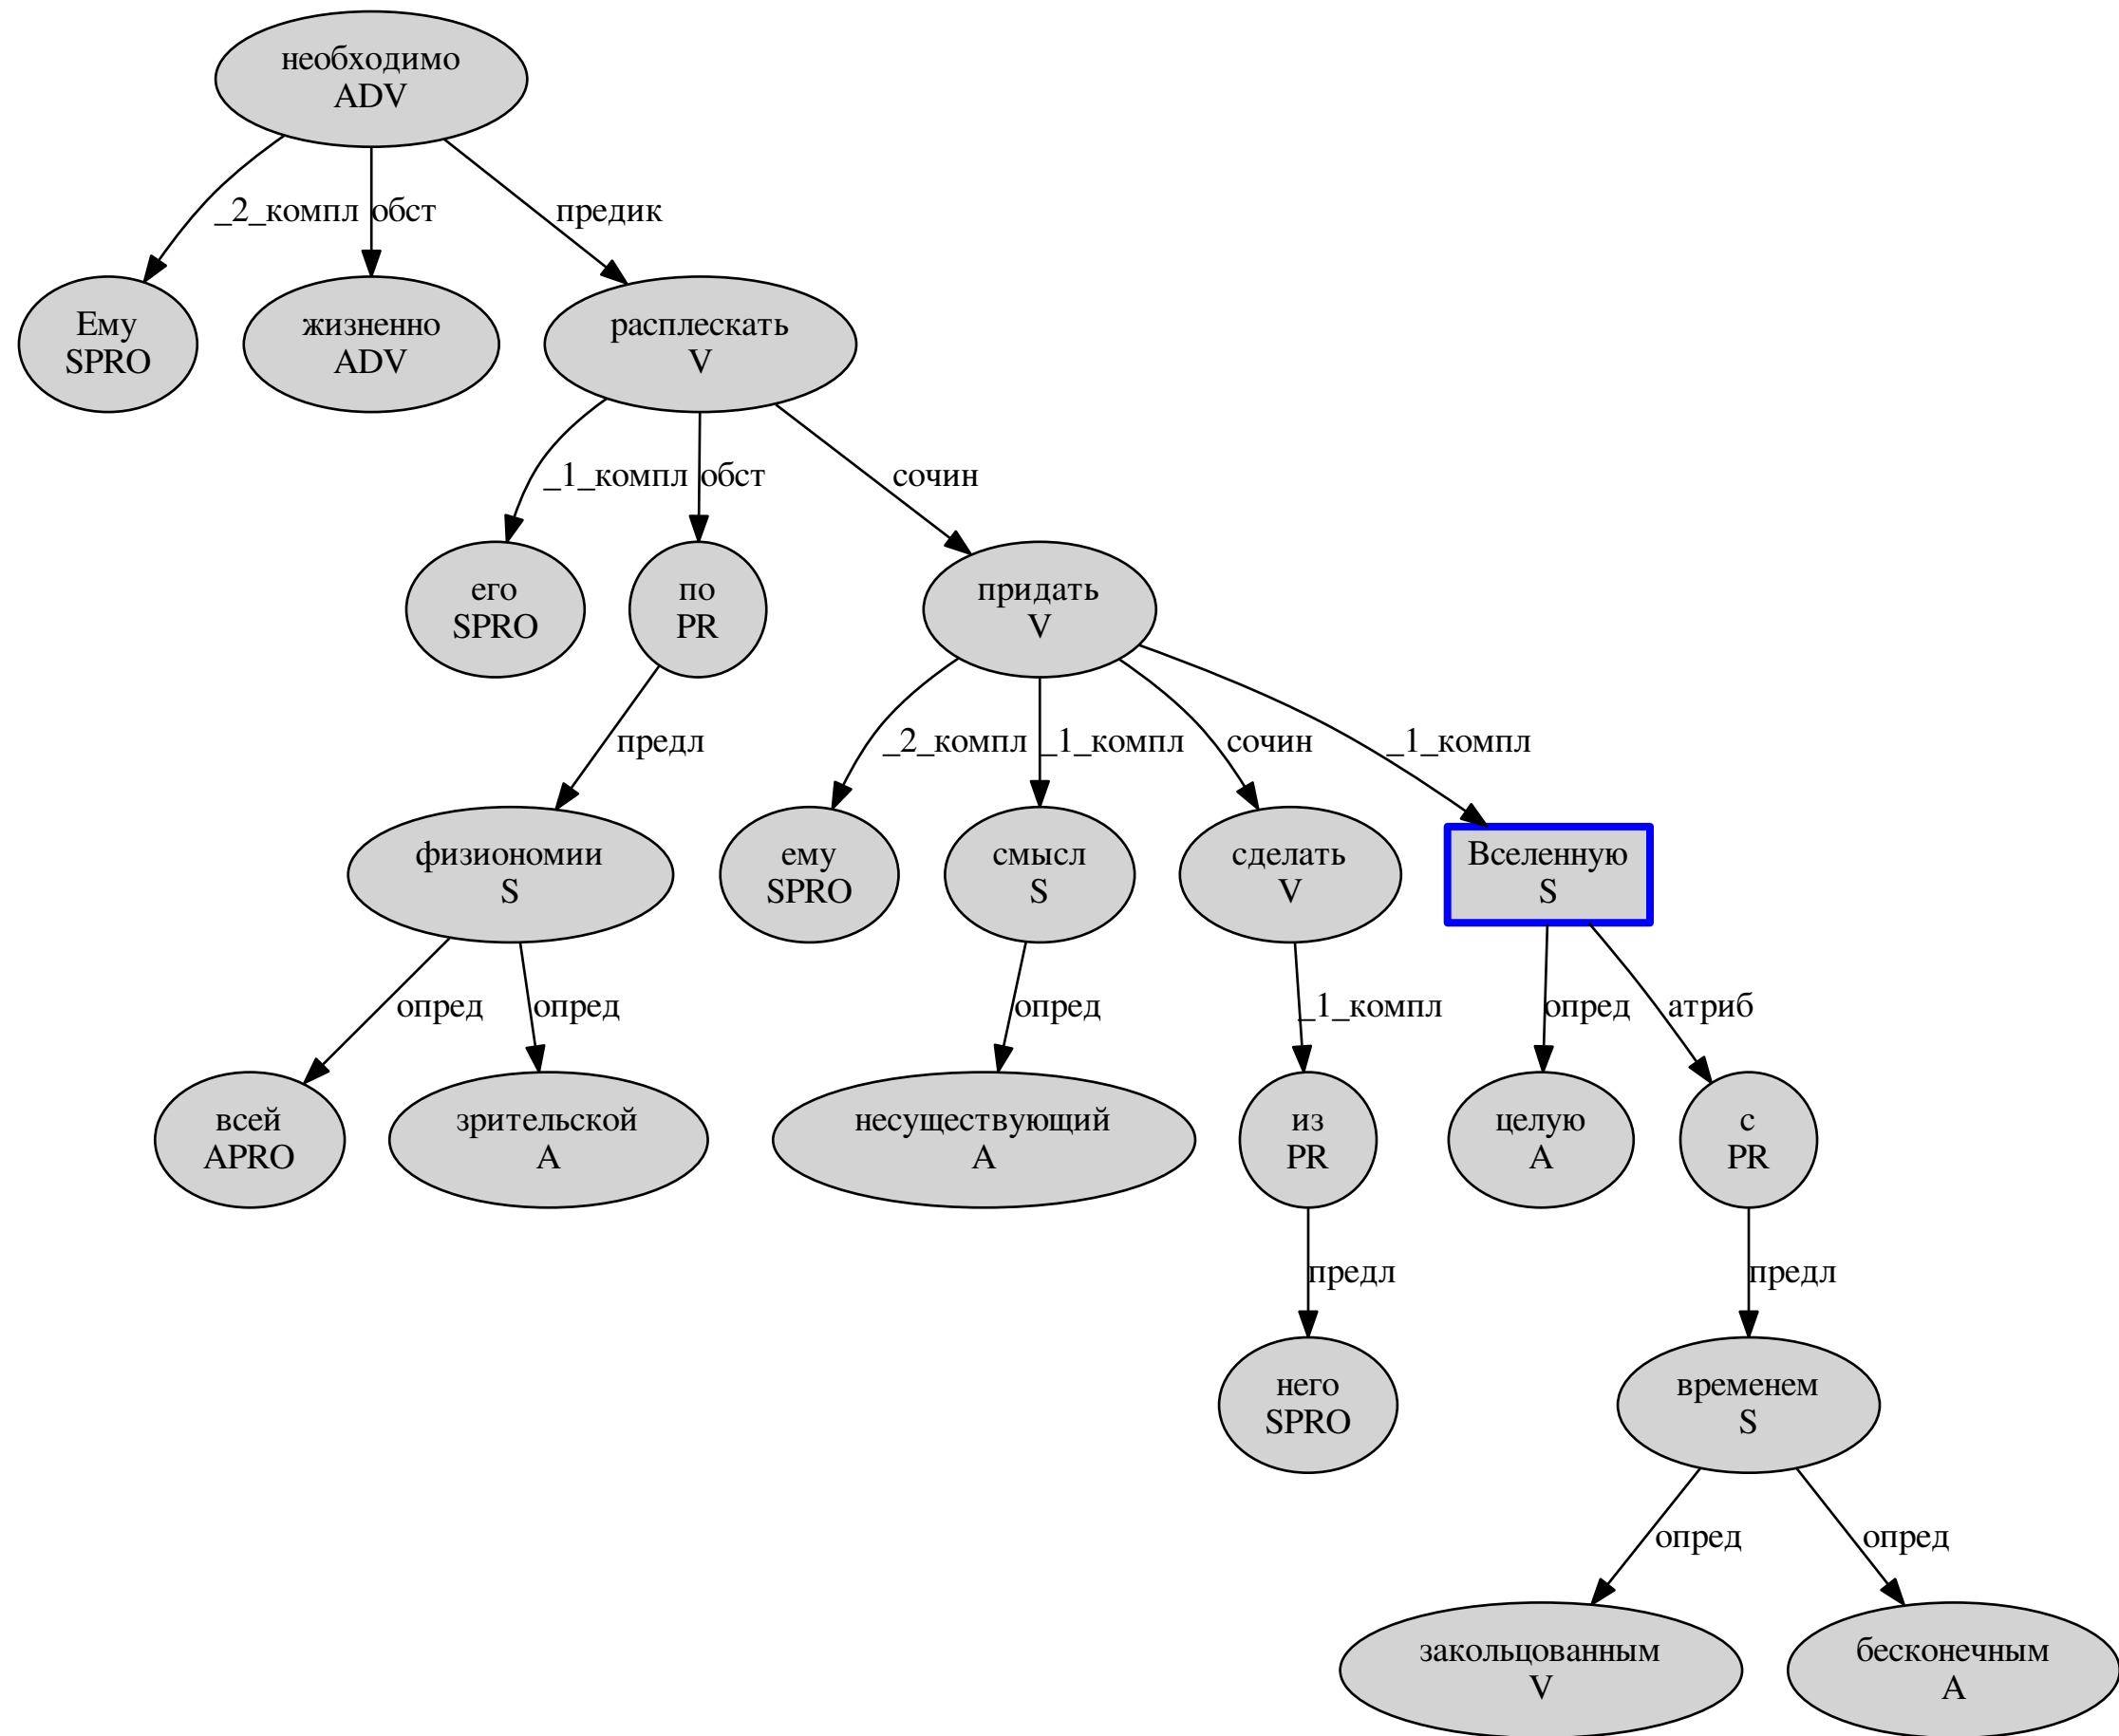 необходимо
ADV
_2_компл
обст
предик
Ему
SPRO
жизненно
ADV
расплескать
V
_1_компл
обст
сочин
его
SPRO
по
PR
придать
V
предл
_2_компл
_1_компл
сочин
_1_компл
физиономии
S
ему
SPRO
смысл
S
сделать
V
Вселенную
S
опред
опред
опред
_1_компл
опред
атриб
всей
APRO
зрительской
A
несуществующий
A
из
PR
целую
A
с
PR
предл
предл
него
SPRO
временем
S
опред
опред
закольцованным
V
бесконечным
A